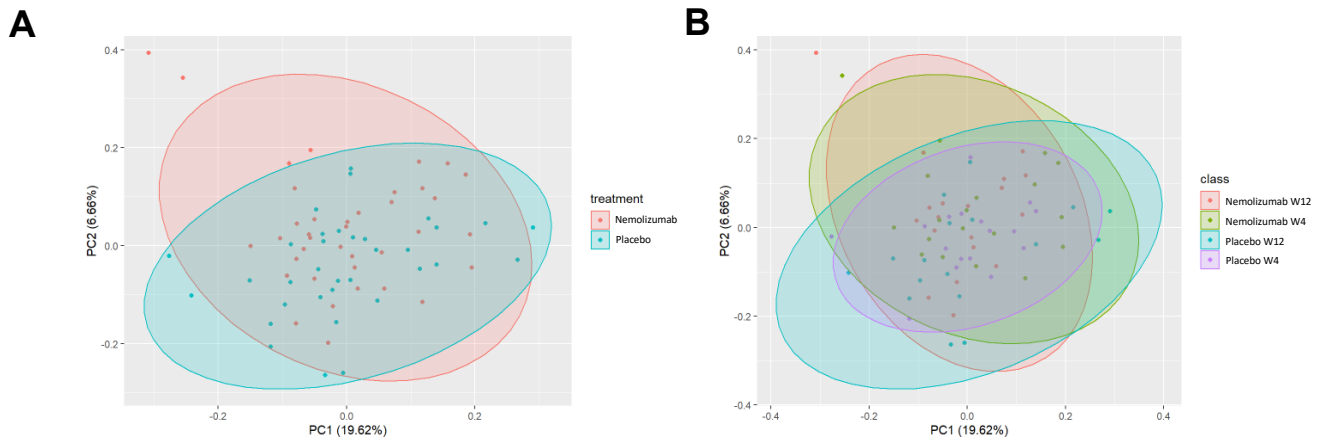 A
0.4
0.2
0.0
-0.2
PC2 (6.66%)
-0.2
0.0
0.2
PC1 (19.62%)
treatment
Nemolizumab
Placebo
B
0.4
0.2
0.0
-0.2
-0.4
PC2 (6.66%)
-0.4
-0.2
0.0
0.2
0.4
PC1 (19.62%)
class
Nemolizumab W12
Nemolizumab W4
Placebo W12
Placebo W4